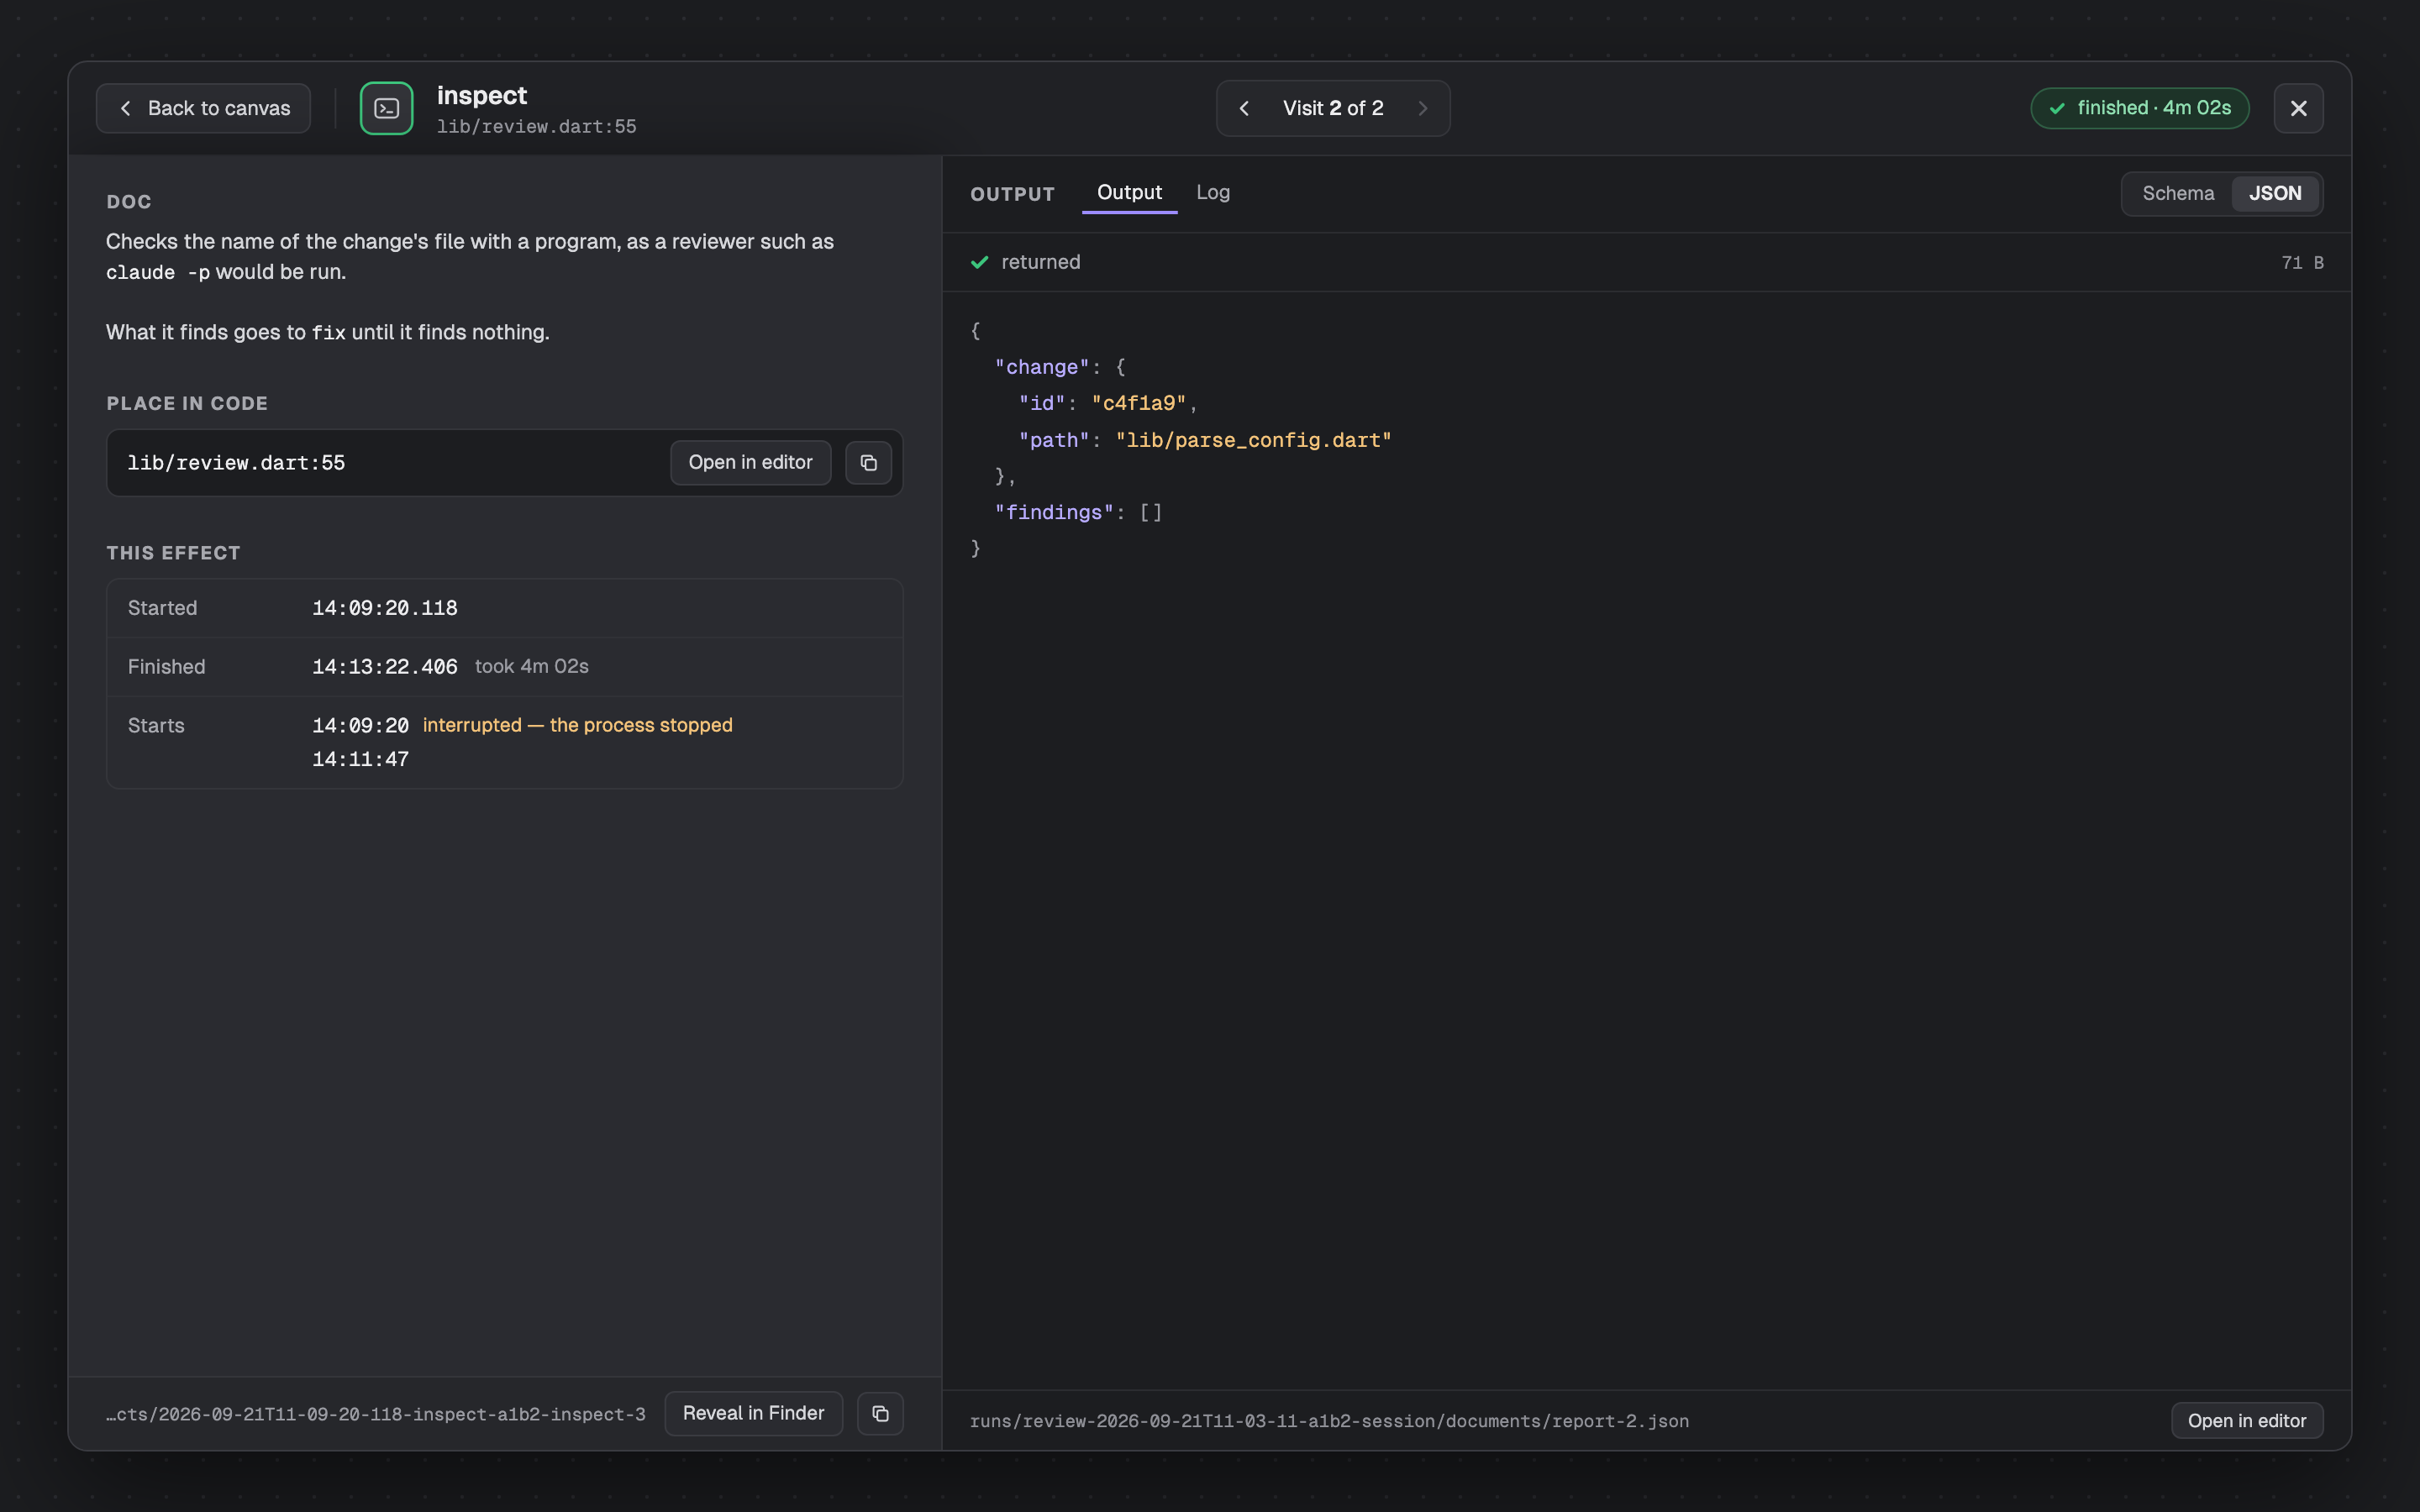 Back to canvas
inspect
lib/review.dart:55
Visit 2 of 2
finished · 4m 02s
DOC
Checks the name of the change's file with a program, as a reviewer such as
claude -p would be run.
What it finds goes to fix until it finds nothing.
PLACE IN CODE
lib/review.dart:55
Open in editor
THIS EFFECT
Started 14:09:20.118
Finished 14:13:22.406 took 4m 02s
Starts 14:09:20 interrupted — the process stopped
14:11:47
…cts/2026-09-21T11-09-20-118-inspect-a1b2-inspect-3
Reveal in Finder
OUTPUT Output Log
Schema JSON
returned
71 B
{
"change": {
"id": "c4f1a9",
"path": "lib/parse_config.dart"
},
"findings": []
}
runs/review-2026-09-21T11-03-11-a1b2-session/documents/report-2.json
Open in editor